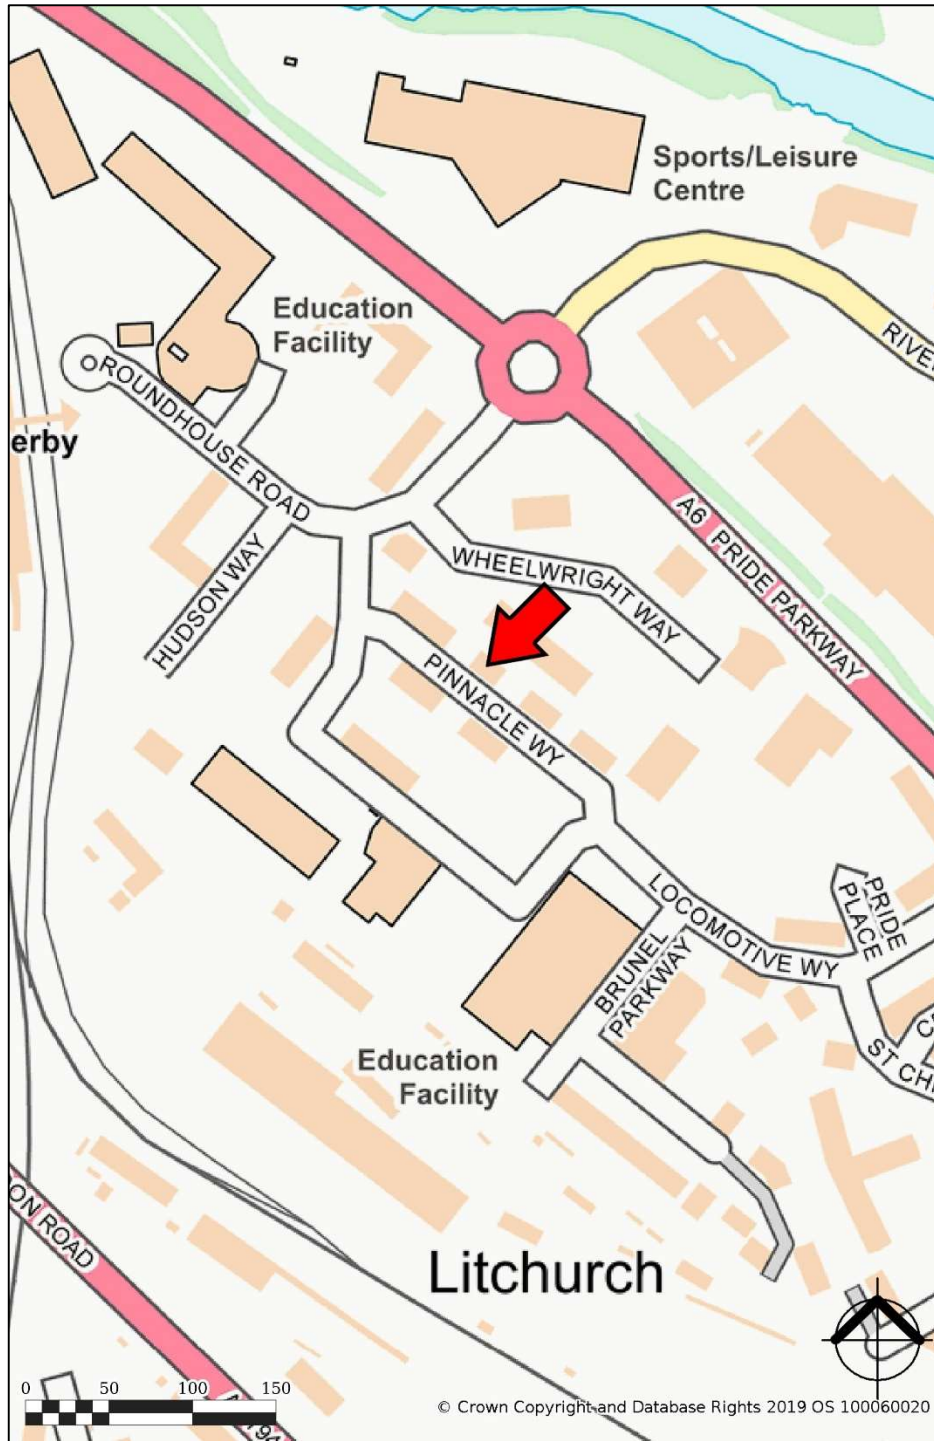 Sports/Leisure
Centre
Education
Facility
RIVE
ROUNDHOUSE ROAD
erby
A6 PRIDE PARKWAY
WHEELWRIGHT WAY
HUDSON WAY
PINNACLE WY
LOCOMOTIVE WY
PRIDE
PLACE
BRUNEL
PARKWAY
ST CH
Education
Facility
ON ROAD
Litchurch
0 50 100 150
© Crown Copyright and Database Rights 2019 OS 100060020